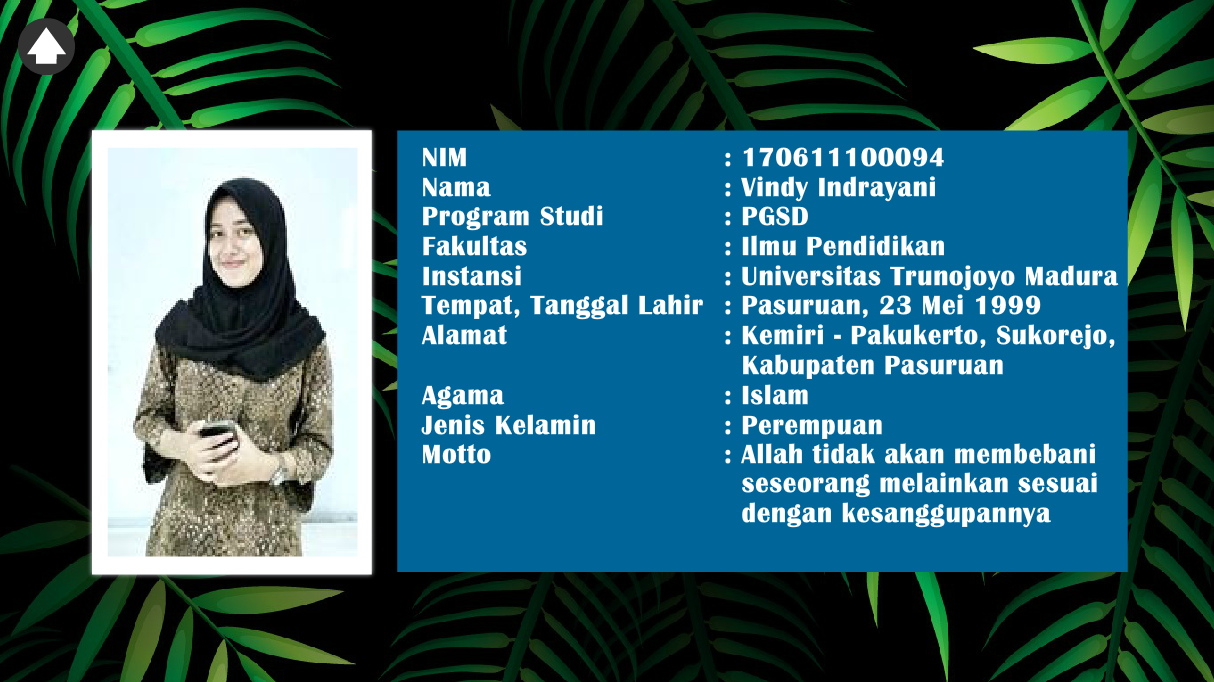 NIM : 170611100094
Nama : Vindy Indrayani
Program Studi : PGSD
Fakultas : Ilmu Pendidikan
Instansi : Universitas Trunojoyo Madura
Tempat, Tanggal Lahir : Pasuruan, 23 Mei 1999
Alamat : Kemiri - Pakukerto, Sukorejo,
Kabupaten Pasuruan
Agama : Islam
Jenis Kelamin : Perempuan
Motto : Allah tidak akan membebani
seseorang melainkan sesuai
dengan kesanggupannya